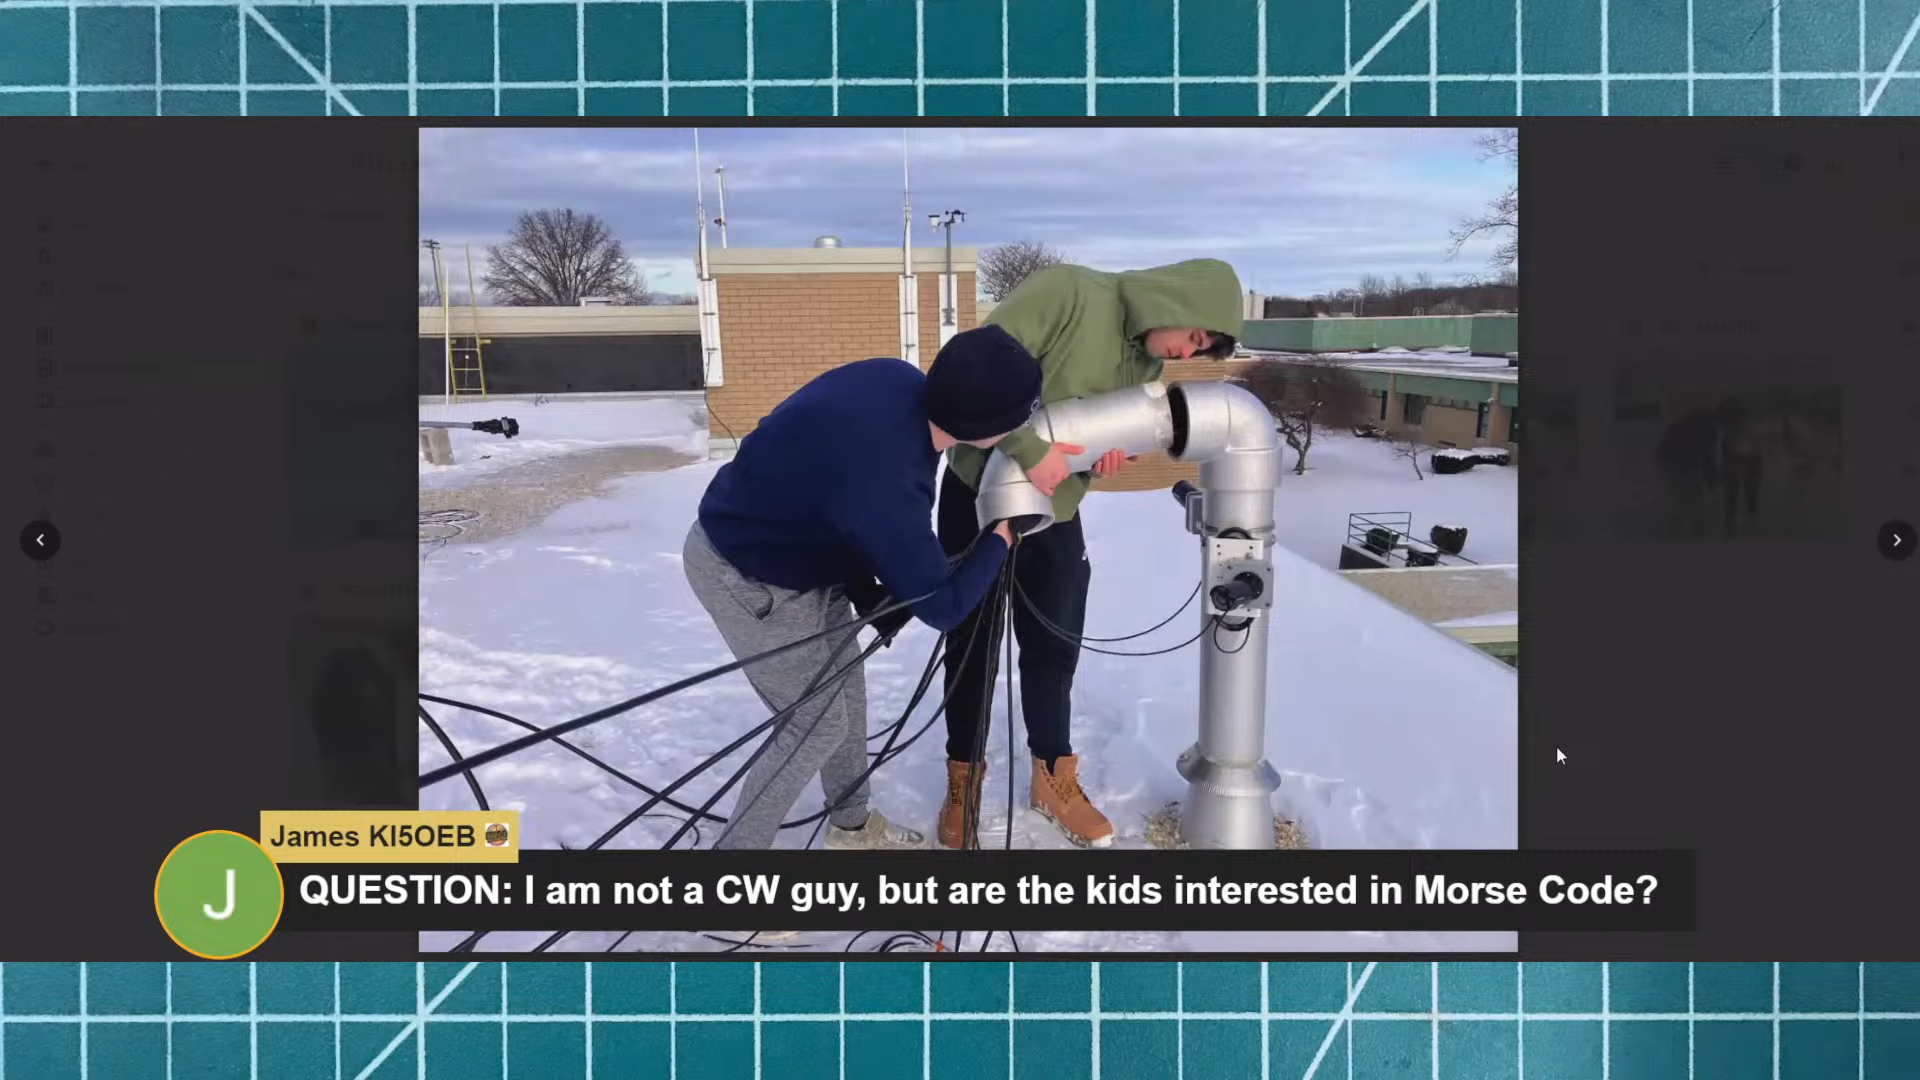 James KI5OEB
J
QUESTION: I am not a CW guy, but are the kids interested in Morse Code?